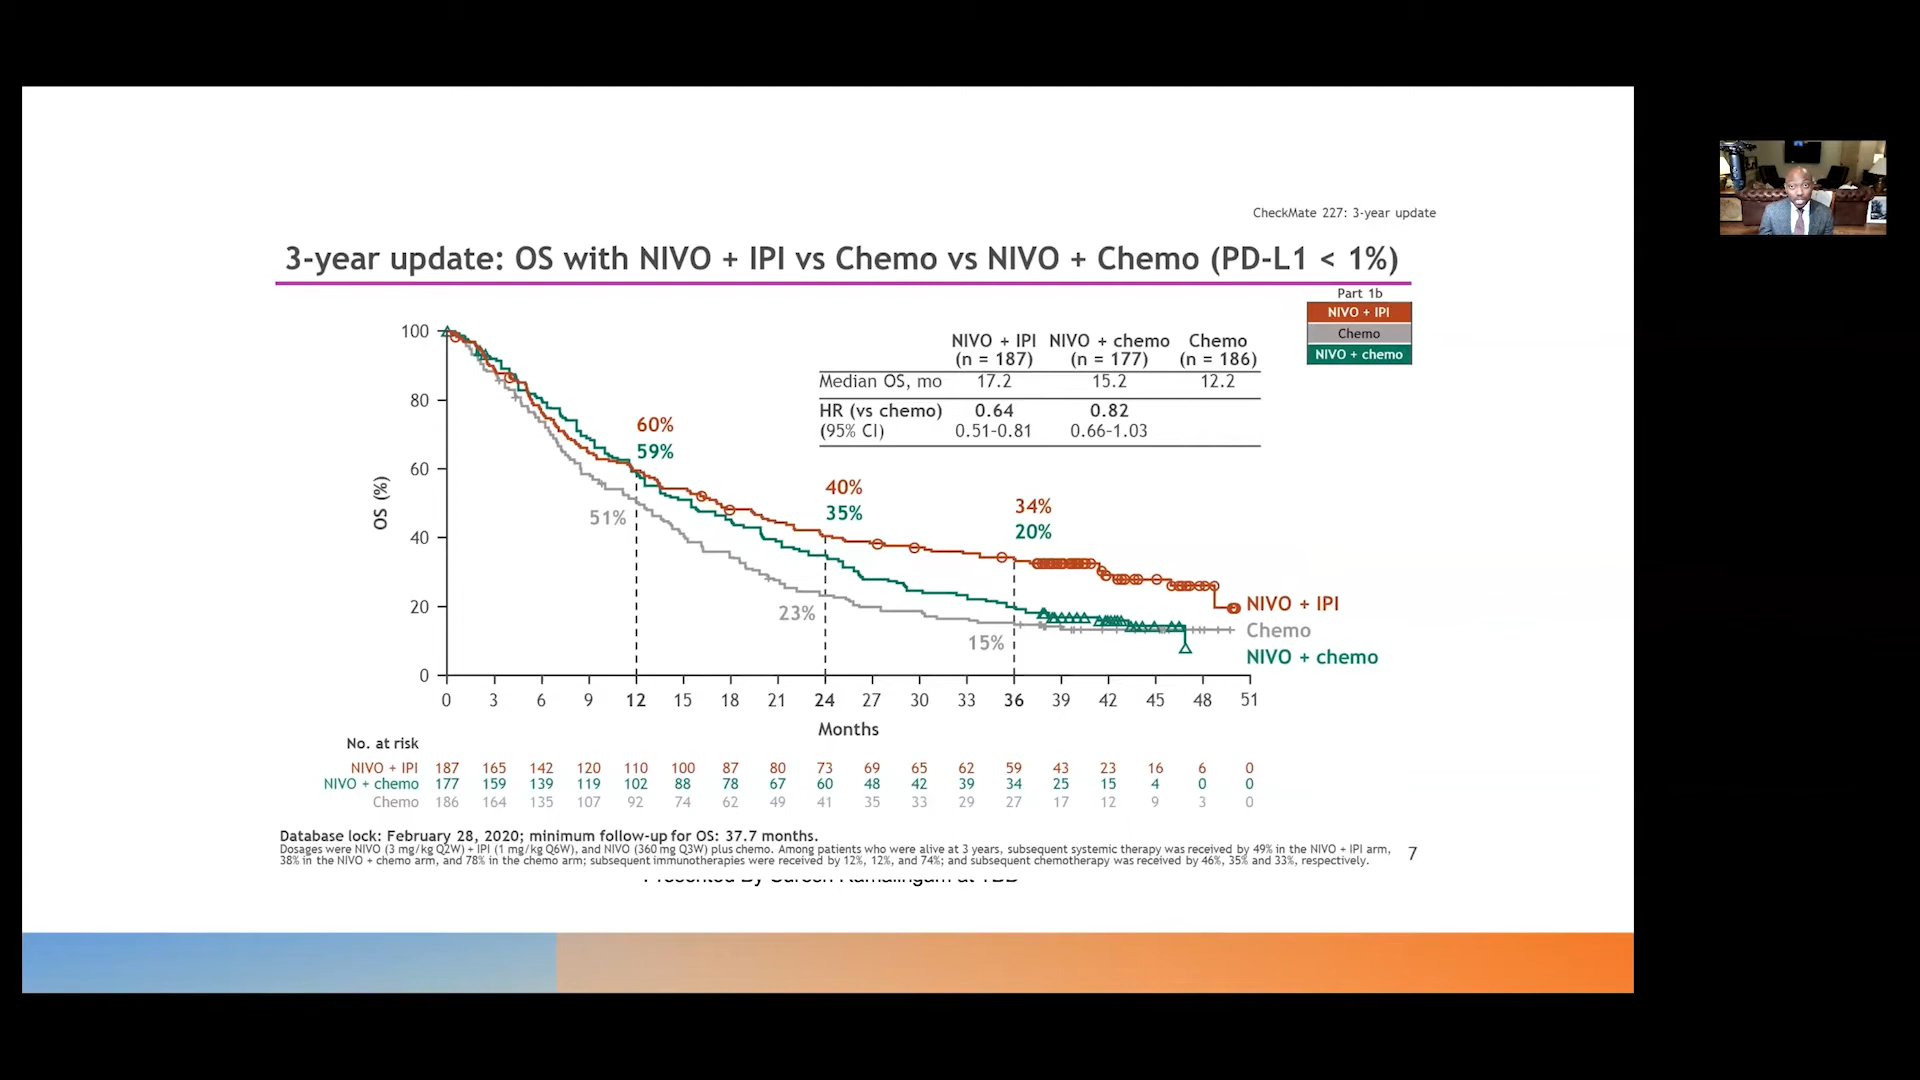 CheckMate 227: 3-year update
3-year update: OS with NIVO + IPI vs Chemo vs NIVO + Chemo (PD-L1 < 1%)
Part 1b
NIVO + IPI
Chemo
NIVO + chemo
NIVO + IPI NIVO + chemo Chemo
(n = 187) (n = 177) (n = 186)
Median OS, mo 17.2 15.2 12.2
HR (vs chemo) 0.64 0.82
(95% CI) 0.51-0.81 0.66-1.03
OS (%)
100
80
60
40
20
0
60%
59%
51%
40%
35%
23%
34%
20%
15%
NIVO + IPI
Chemo
NIVO + chemo
0 3 6 9 12 15 18 21 24 27 30 33 36 39 42 45 48 51
Months
No. at risk
NIVO + IPI 187 165 142 120 110 100 87 80 73 69 65 62 59 43 23 16 6 0
NIVO + chemo 177 159 139 119 102 88 78 67 60 48 42 39 34 25 15 4 0 0
Chemo 186 164 135 107 92 74 62 49 41 35 33 29 27 17 12 9 3 0
Database lock: February 28, 2020; minimum follow-up for OS: 37.7 months.
Dosages were NIVO (3 mg/kg Q2W) + IPI (1 mg/kg Q6W), and NIVO (360 mg Q3W) plus chemo. Among patients who were alive at 3 years, subsequent systemic therapy was received by 49% in the NIVO + IPI arm,
38% in the NIVO + chemo arm, and 78% in the chemo arm; subsequent immunotherapies were received by 12%, 12%, and 74%; and subsequent chemotherapy was received by 46%, 35% and 33%, respectively.
7
Presented By Suresh Ramalingam at TBD